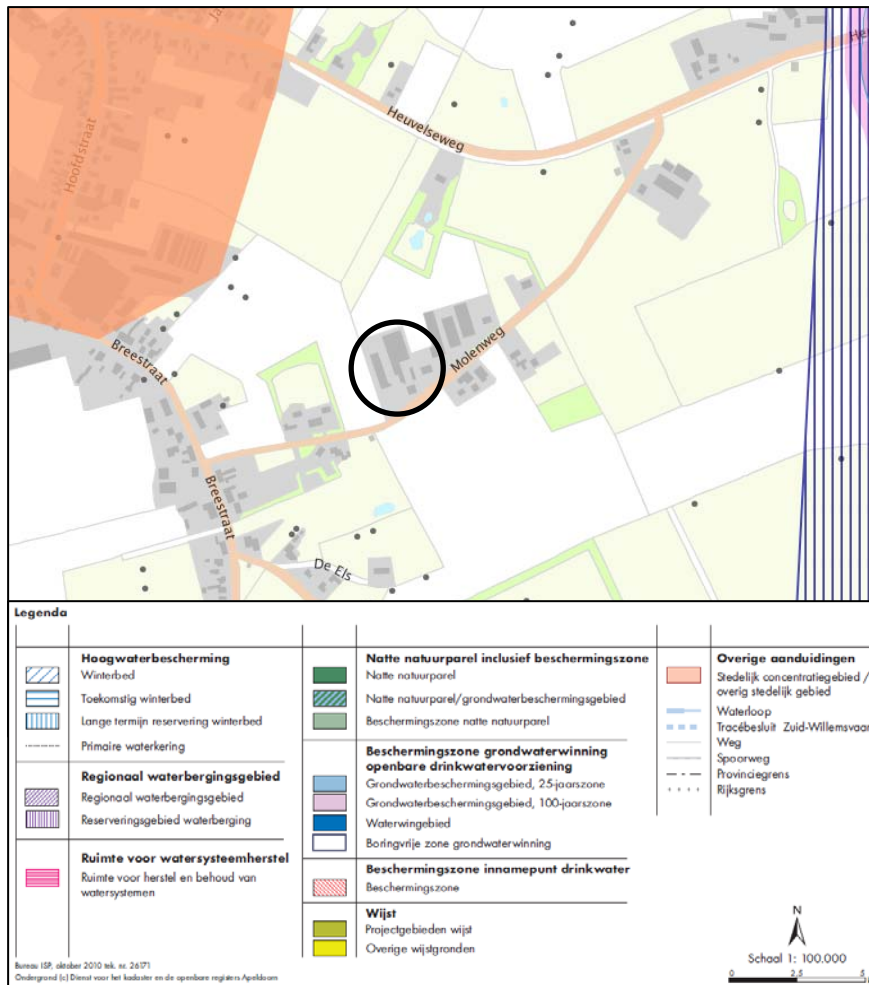 Ja
He
Hoofdstraat
Heuvelseweg
Molenweg
Breestraat
Breestraat
De Els
Legenda
Hoogwaterbescherming
Winterbed
Toekomstig winterbed
Lange termijn reservering winterbed
Primaire waterkering
Regionaal waterbergingsgebied
Regionaal waterbergingsgebied
Reserveringsgebied waterberging
Ruimte voor watersysteemherstel
Ruimte voor herstel en behoud van
watersystemen
Natte natuurparel inclusief beschermingszone
Natte natuurparel
Natte natuurparel/grondwaterbeschermingsgebied
Beschermingszone natte natuurparel
Beschermingszone grondwaterwinning
openbare drinkwatervoorziening
Grondwaterbeschermingsgebied, 25-jaarszone
Grondwaterbeschermingsgebied, 100-jaarszone
Waterwingebied
Boringvrije zone grondwaterwinning
Beschermingszone innamepunt drinkwater
Beschermingszone
Wijst
Projectgebieden wijst
Overige wijstgronden
Overige aanduidingen
Stedelijk concentratiegebied /
overig stedelijk gebied
Waterloop
Tracébesluit Zuid-Willemsvaart
Weg
Spoorweg
Provinciegrens
Rijksgrens
N
Schaal 1: 100.000
0 2,5 5
Bureau ISP, oktober 2010 tek. nr. 26171
Ondergrond (c) Dienst voor het kadaster en de openbare registers Apeldoorn